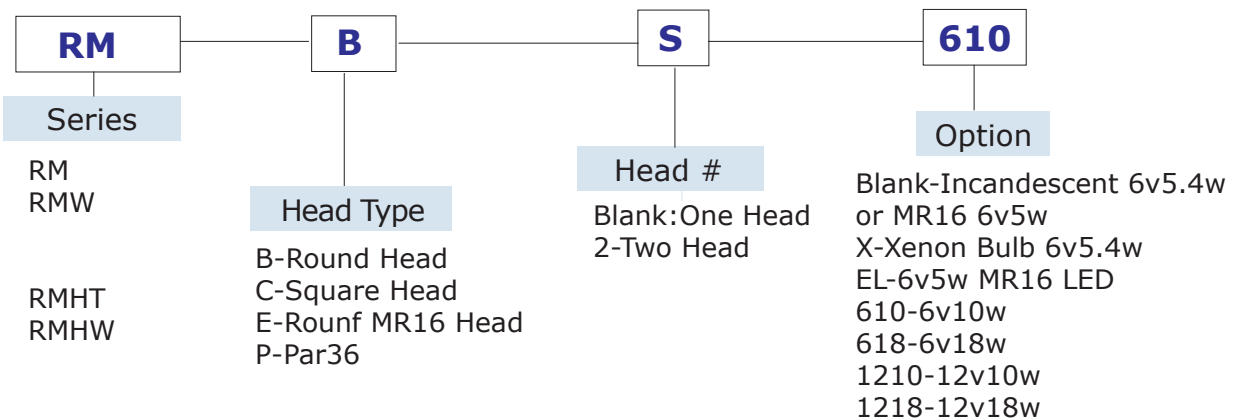 RM B S 610
Series
RM
RMW
RMHT
RMHW
Head Type
B-Round Head
C-Square Head
E-Rounf MR16 Head
P-Par36
Head #
Blank:One Head
2-Two Head
Option
Blank-Incandescent 6v5.4w
or MR16 6v5w
X-Xenon Bulb 6v5.4w
EL-6v5w MR16 LED
610-6v10w
618-6v18w
1210-12v10w
1218-12v18w